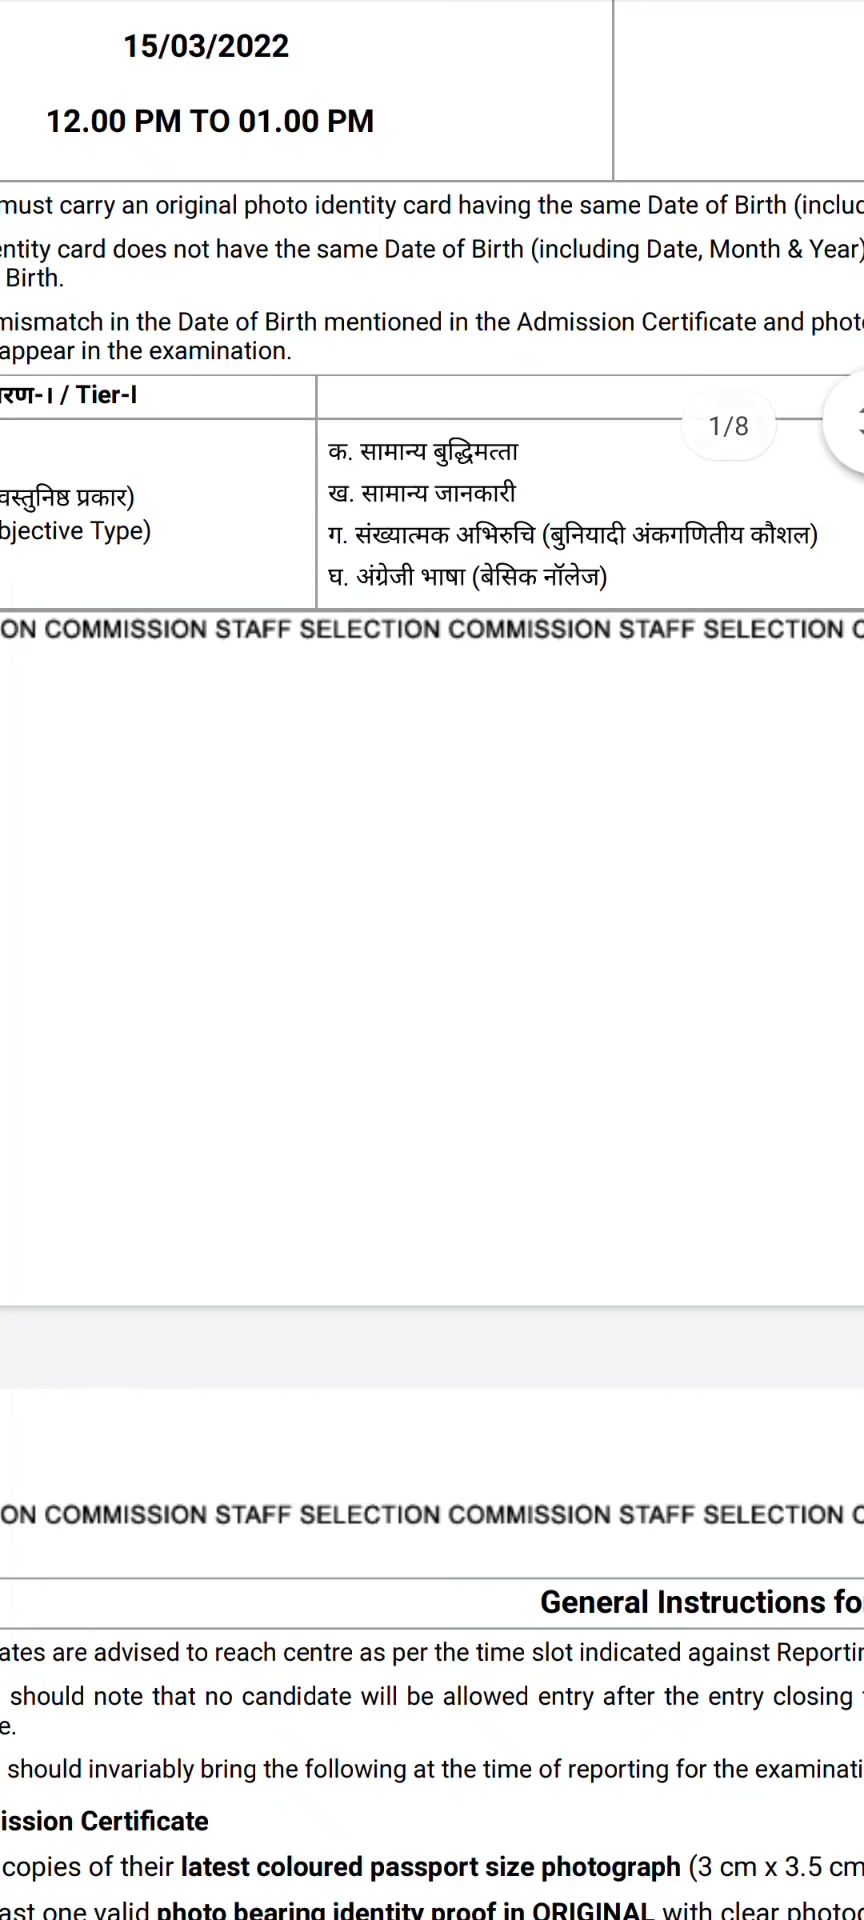 15/03/2022
12.00 PM TO 01.00 PM
must carry an original photo identity card having the same Date of Birth (includ
entity card does not have the same Date of Birth (including Date, Month & Year)
Birth.
mismatch in the Date of Birth mentioned in the Admission Certificate and photo
appear in the examination.
रण-I / Tier-I
1/8
क. सामान्य बुद्धिमत्ता
वस्तुनिष्ठ प्रकार)
ख. सामान्य जानकारी
bjective Type)
ग. संख्यात्मक अभिरुचि (बुनियादी अंकगणितीय कौशल)
घ. अंग्रेजी भाषा (बेसिक नॉलेज)
ON COMMISSION STAFF SELECTION COMMISSION STAFF SELECTION C
ON COMMISSION STAFF SELECTION COMMISSION STAFF SELECTION C
General Instructions fo
ates are advised to reach centre as per the time slot indicated against Reportin
should note that no candidate will be allowed entry after the entry closing
e.
should invariably bring the following at the time of reporting for the examinati
ission Certificate
copies of their latest coloured passport size photograph (3 cm x 3.5 cm
ast one valid photo bearing identity proof in ORIGINAL with clear photog